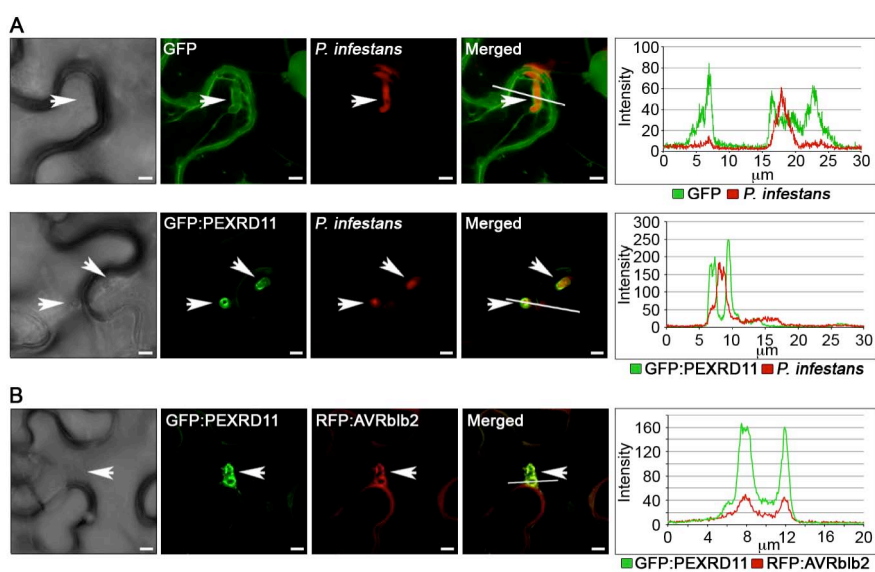 A
GFP
P. infestans
Merged
Intensity
100
80
60
40
20
0
0 10 15 20 25 30
μm
GFP P. infestans
GFP:PEXRD11
P. infestans
Merged
Intensity
300
250
200
150
100
50
0
0 5 10 15 20 25 30
μm
GFP:PEXRD11 P. infestans
B
GFP:PEXRD11
RFP:AVRblb2
Merged
Intensity
160
120
80
40
0
0 4 8 12 16 20
μm
GFP:PEXRD11 RFP:AVRblb2